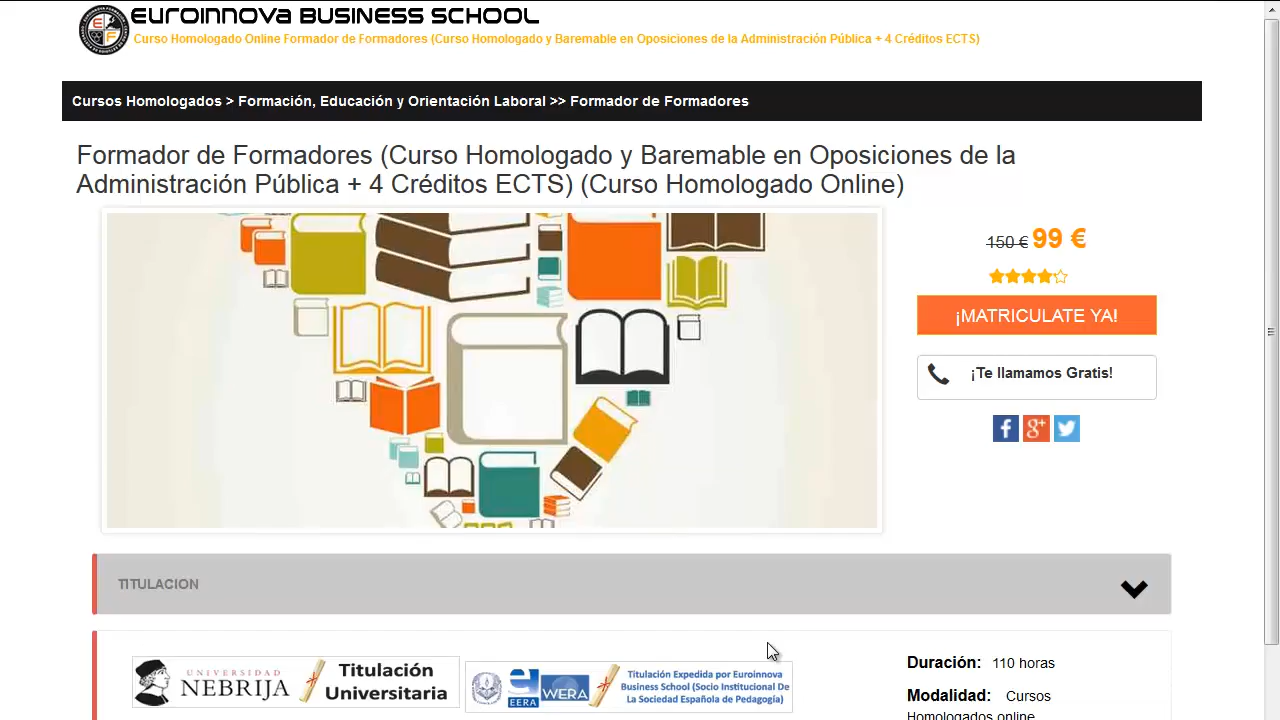 EUROINNOVA BUSINESS SCHOOL
Curso Homologado Online Formador de Formadores (Curso Homologado y Baremable en Oposiciones de la Administración Pública + 4 Créditos ECTS)
Cursos Homologados > Formación, Educación y Orientación Laboral >> Formador de Formadores
Formador de Formadores (Curso Homologado y Baremable en Oposiciones de la
Administración Pública + 4 Créditos ECTS) (Curso Homologado Online)
150 € 99 €
¡MATRICULATE YA!
¡Te llamamos Gratis!
TITULACION
UNIVERSIDAD
NEBRIJA
Titulación
Universitaria
EERA
WERA
Titulación Expedida por Euroinnova
Business School (Socio Institucional De
La Sociedad Española de Pedagogía)
Duración: 110 horas
Modalidad: Cursos
Homologados online